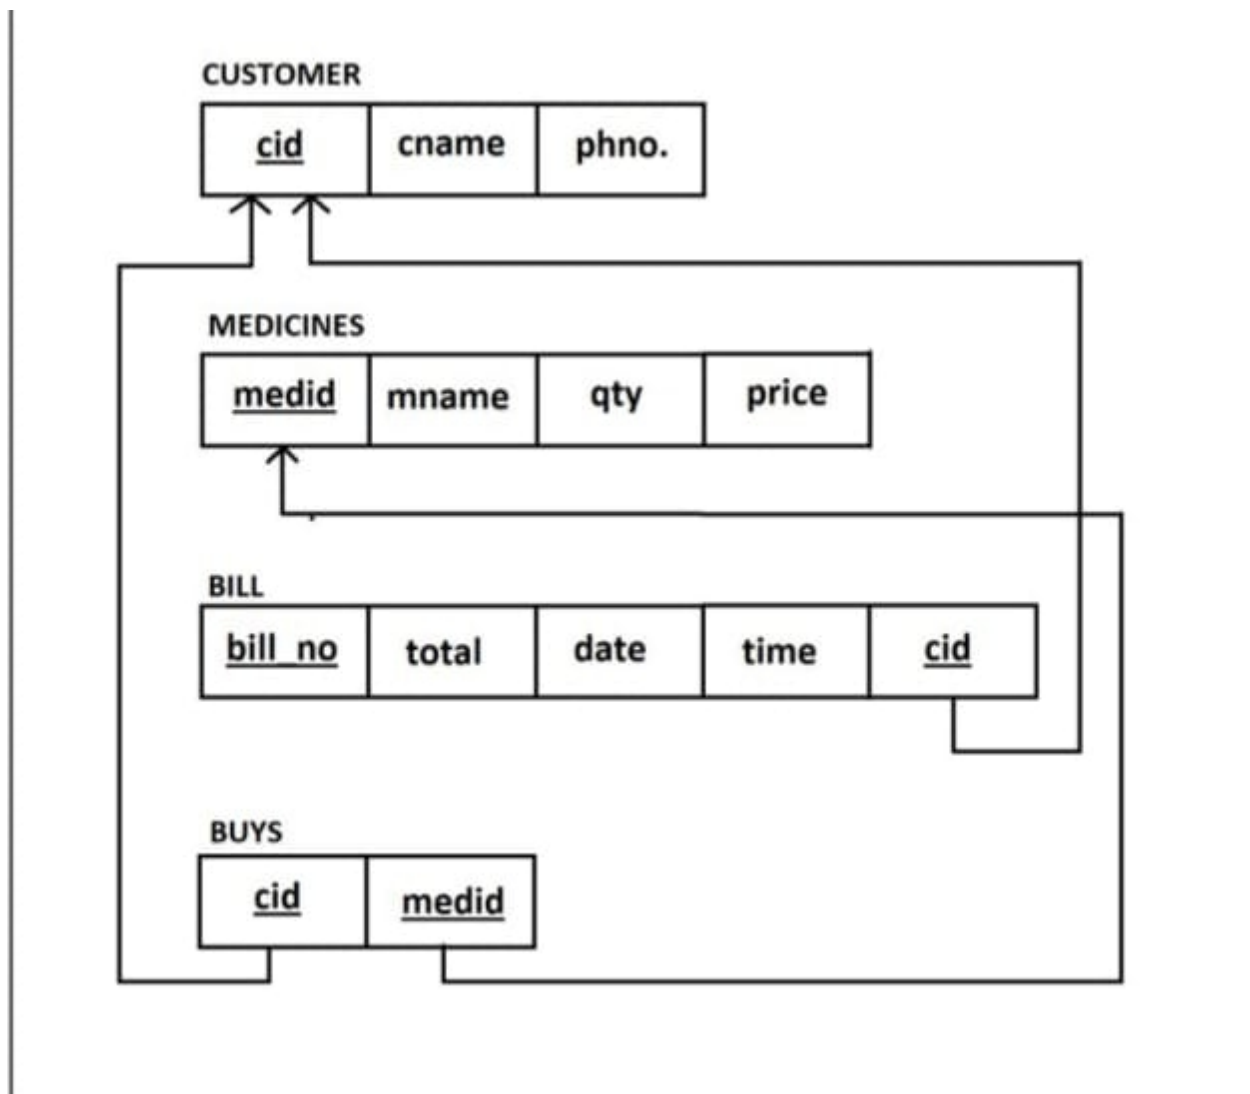 CUSTOMER
cid cname phno.
MEDICINES
medid mname qty price
BILL
bill_no total date time cid
BUYS
cid medid